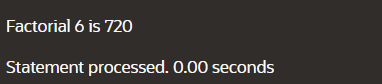 Factorial 6 is 720
Statement processed. 0.00 seconds